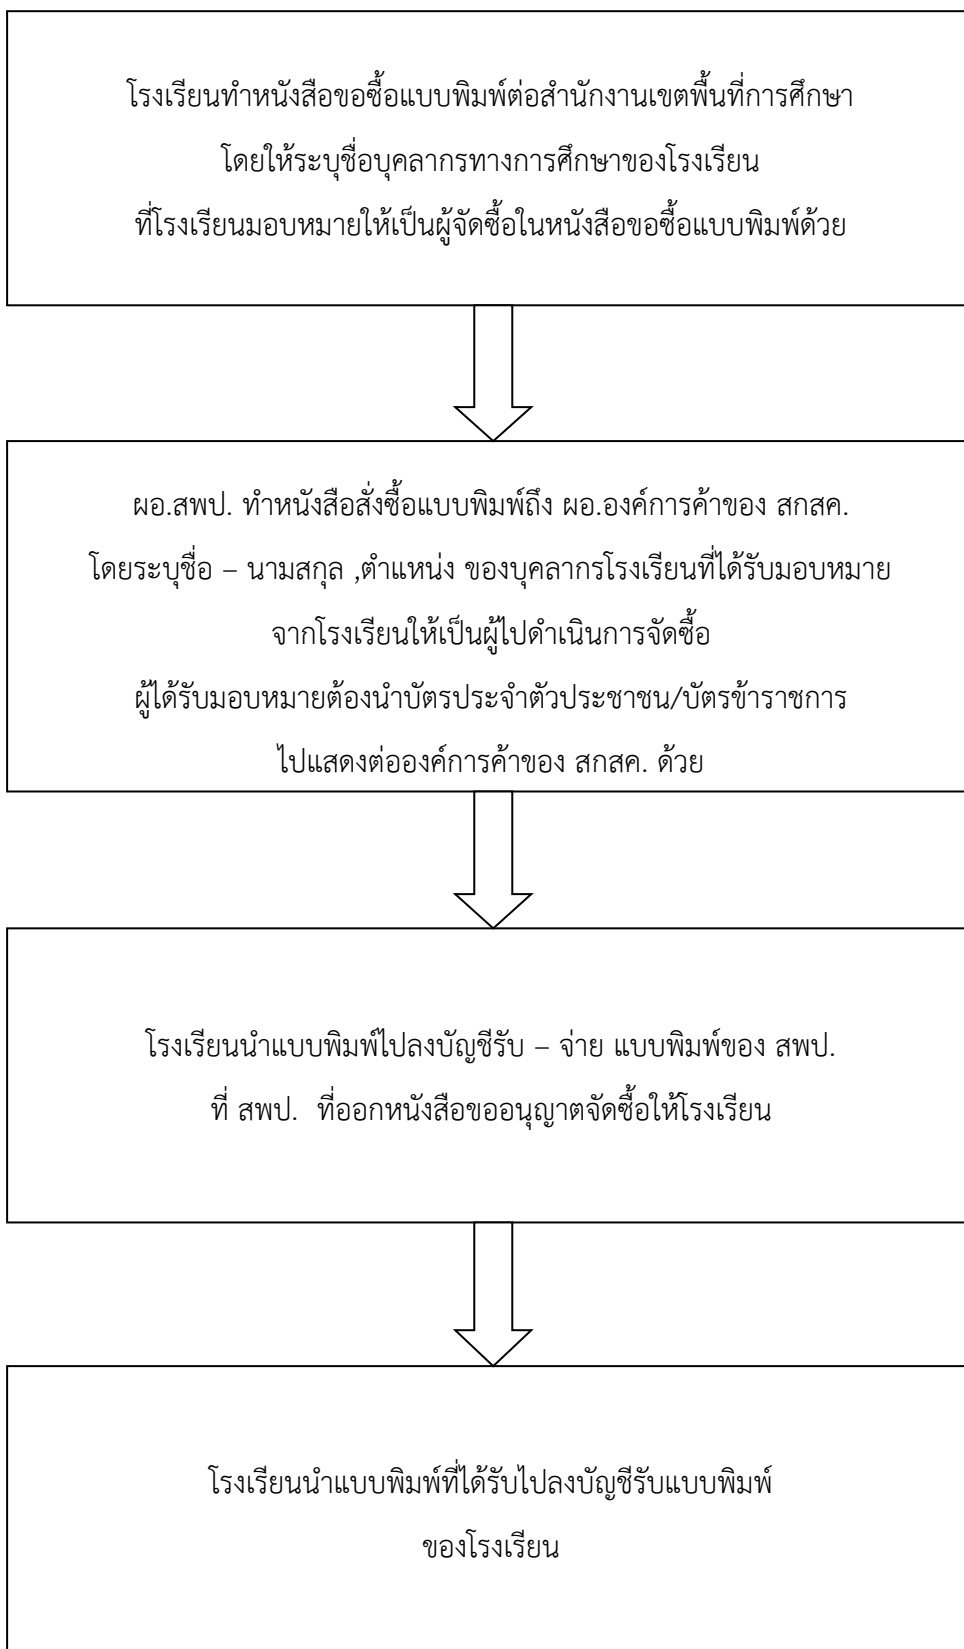 โรงเรียนทำหนังสือขอซื้อแบบพิมพ์ต่อสำนักงานเขตพื้นที่การศึกษา
โดยให้ระบุชื่อบุคลากรทางการศึกษาของโรงเรียน
ที่โรงเรียนมอบหมายให้เป็นผู้จัดซื้อในหนังสือขอซื้อแบบพิมพ์ด้วย
ผอ.สพป. ทำหนังสือสั่งซื้อแบบพิมพ์ถึง ผอ.องค์การค้าของ สกสค.
โดยระบุชื่อ – นามสกุล ,ตำแหน่ง ของบุคลากรโรงเรียนที่ได้รับมอบหมาย
จากโรงเรียนให้เป็นผู้ไปดำเนินการจัดซื้อ
ผู้ได้รับมอบหมายต้องนำบัตรประจำตัวประชาชน/บัตรข้าราชการ
ไปแสดงต่อองค์การค้าของ สกสค. ด้วย
โรงเรียนนำแบบพิมพ์ไปลงบัญชีรับ – จ่าย แบบพิมพ์ของ สพป.
ที่ สพป. ที่ออกหนังสือขออนุญาตจัดซื้อให้โรงเรียน
โรงเรียนนำแบบพิมพ์ที่ได้รับไปลงบัญชีรับแบบพิมพ์
ของโรงเรียน